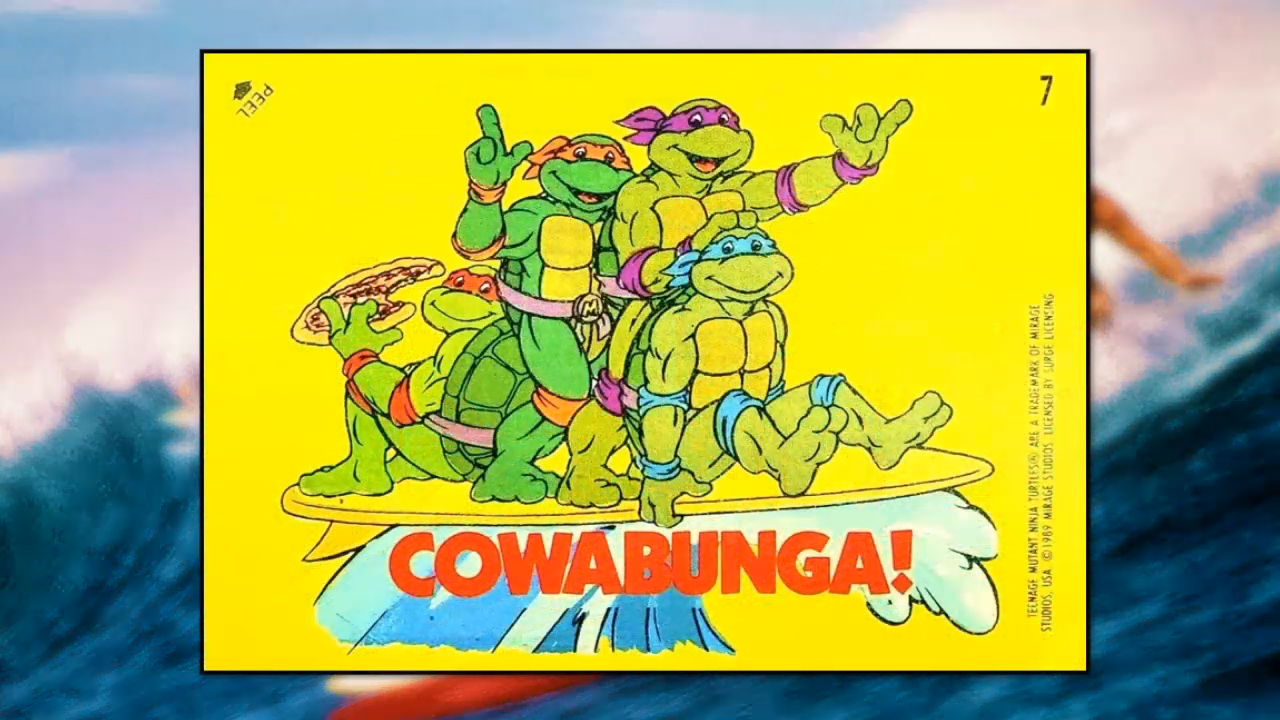 PEEL
7
COWABUNGA!
M
TEENAGE MUTANT NINJA TURTLES® ARE A TRADEMARK OF MIRAGE
STUDIOS, USA. © 1989 MIRAGE STUDIOS. LICENSED BY SURGE LICENSING